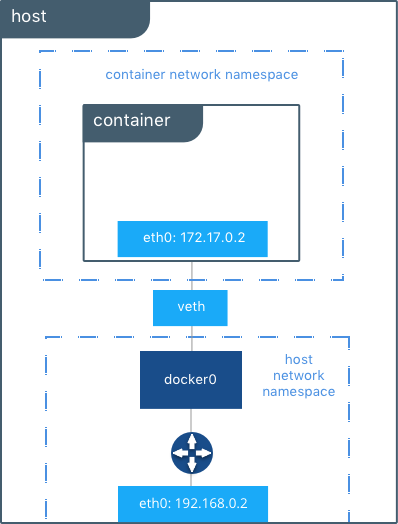 host
container network namespace
container
eth0: 172.17.0.2
veth
docker0
host
network
namespace
eth0: 192.168.0.2